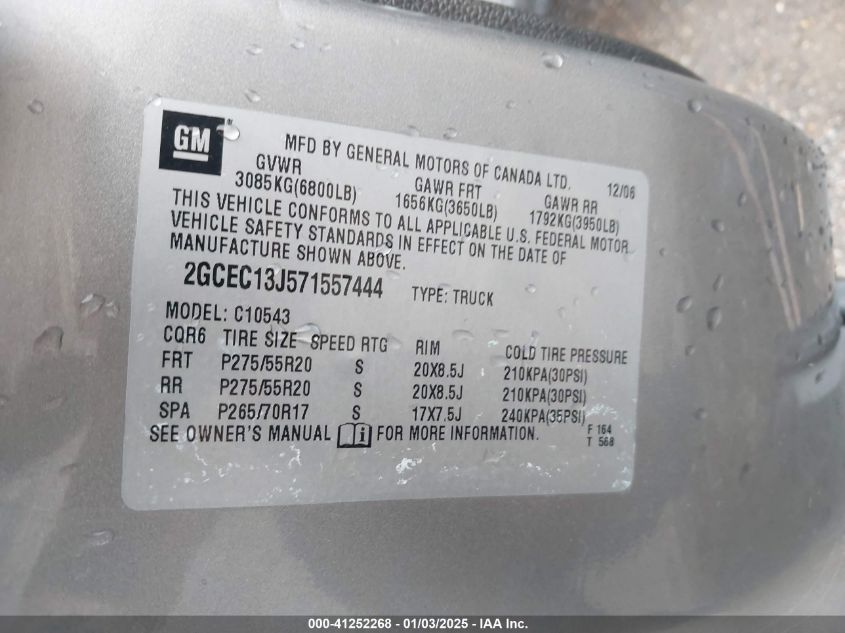 GM
MFD BY GENERAL MOTORS OF CANADA LTD. 12/06
GVWR GAWR FRT GAWR RR
3085KG(6800LB) 1656KG(3650LB) 1792KG(3950LB)
THIS VEHICLE CONFORMS TO ALL APPLICABLE U.S. FEDERAL MOTOR
VEHICLE SAFETY STANDARDS IN EFFECT ON THE DATE OF
MANUFACTURE SHOWN ABOVE.
2GCEC13J571557444 TYPE: TRUCK
MODEL: C10543
CQR6 TIRE SIZE SPEED RTG RIM COLD TIRE PRESSURE
FRT P275/55R20 S 20X8.5J 210KPA(30PSI)
RR P275/55R20 S 20X8.5J 210KPA(30PSI)
SPA P265/70R17 S 17X7.5J 240KPA(35PSI)
SEE OWNER'S MANUAL i FOR MORE INFORMATION. F 164
T 568
000-41252268 - 01/03/2025 - IAA Inc.